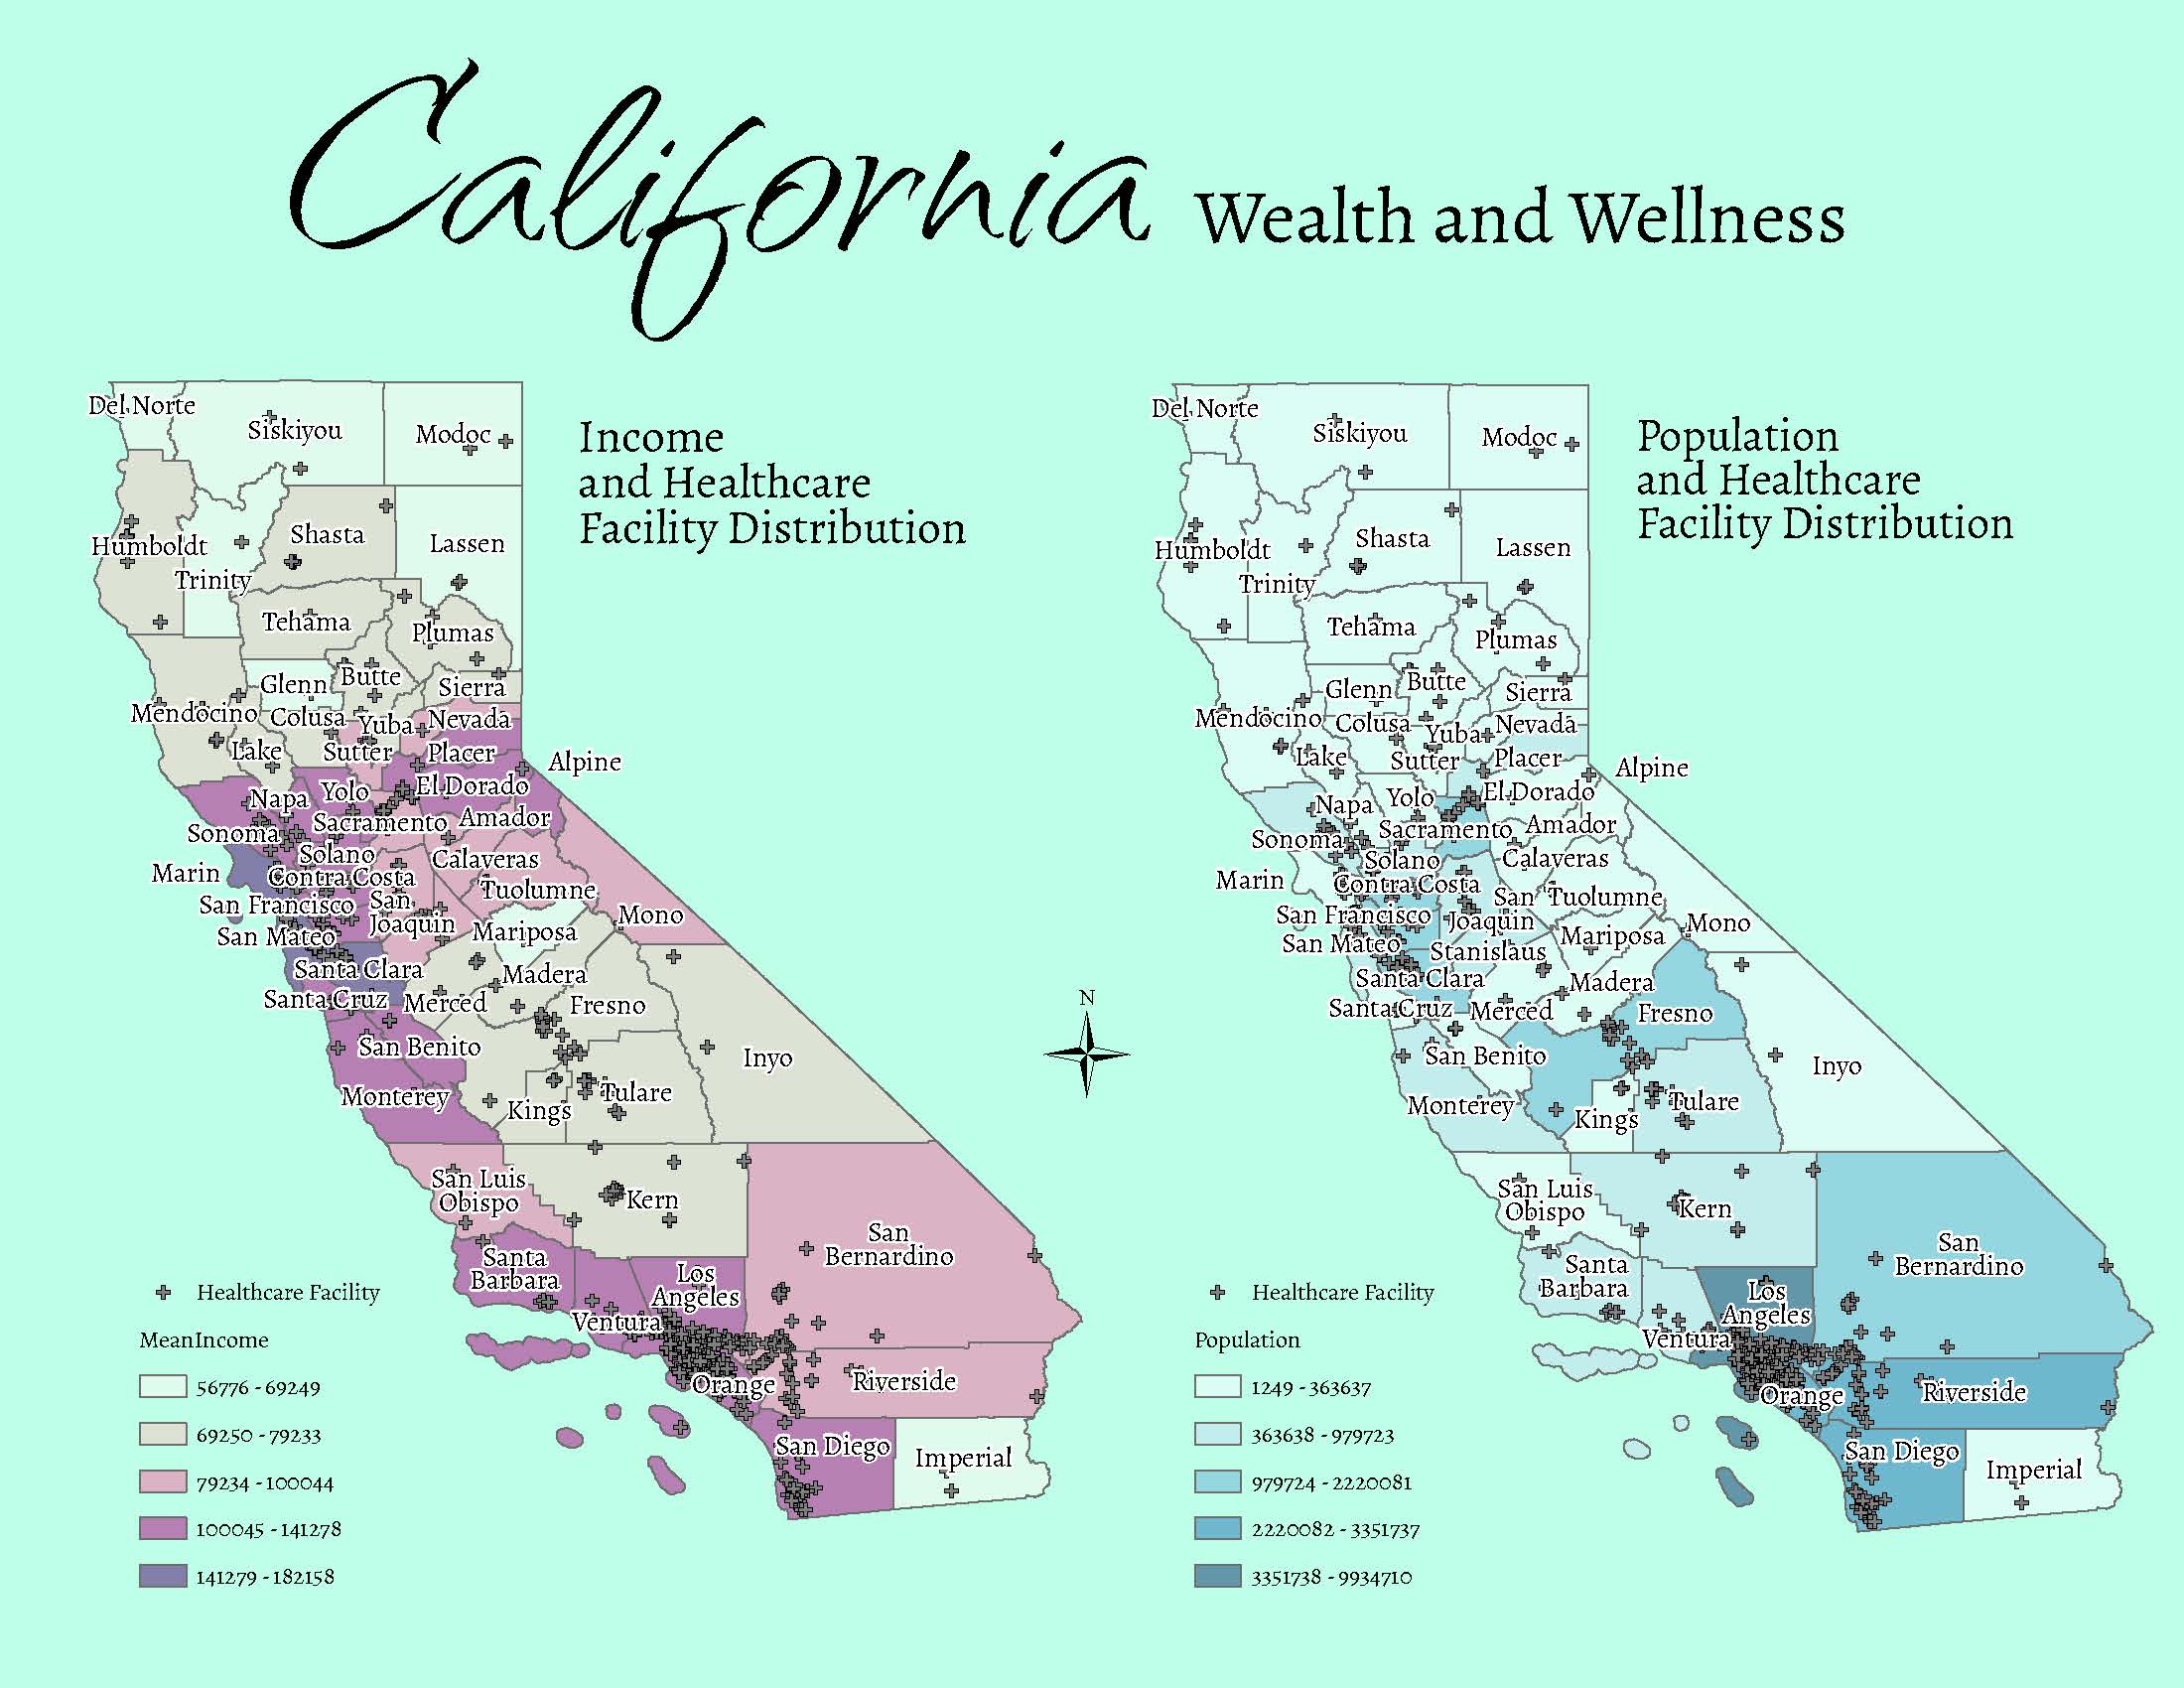 California Wealth and Wellness
Income
and Healthcare
Facility Distribution
Del Norte
Siskiyou
Modoc
Humboldt
Trinity
Shasta
Lassen
Tehama
Plumas
Glenn
Butte
Sierra
Mendocino
Colusa
Yuba
Nevada
Lake
Sutter
Placer
Alpine
Napa
Yolo
El Dorado
Sonoma
Sacramento
Amador
Solano
Calaveras
Marin
Contra Costa
Tuolumne
San Francisco
San
Joaquin
Mono
San Mateo
Mariposa
Santa Clara
Madera
Santa Cruz
Merced
Fresno
San Benito
Inyo
Monterey
Kings
Tulare
San Luis
Obispo
Kern
Santa
Barbara
Los
Angeles
San
Bernardino
Ventura
Orange
Riverside
San Diego
Imperial
Healthcare Facility
MeanIncome
56776 - 69249
69250 - 79233
79234 - 100044
100045 - 141278
141279 - 182158
N
Population
and Healthcare
Facility Distribution
Del Norte
Siskiyou
Modoc
Humboldt
Trinity
Shasta
Lassen
Tehama
Plumas
Glenn
Butte
Sierra
Mendocino
Colusa
Yuba
Nevada
Lake
Sutter
Placer
Alpine
Napa
Yolo
El Dorado
Sonoma
Sacramento
Amador
Solano
Calaveras
Marin
Contra Costa
San
Joaquin
Tuolumne
San Francisco
Mono
San Mateo
Stanislaus
Mariposa
Santa Clara
Madera
Santa Cruz
Merced
Fresno
San Benito
Inyo
Monterey
Kings
Tulare
San Luis
Obispo
Kern
Santa
Barbara
Los
Angeles
San
Bernardino
Ventura
Orange
Riverside
San Diego
Imperial
Healthcare Facility
Population
1249 - 363637
363638 - 979723
979724 - 2220081
2220082 - 3351737
3351738 - 9934710